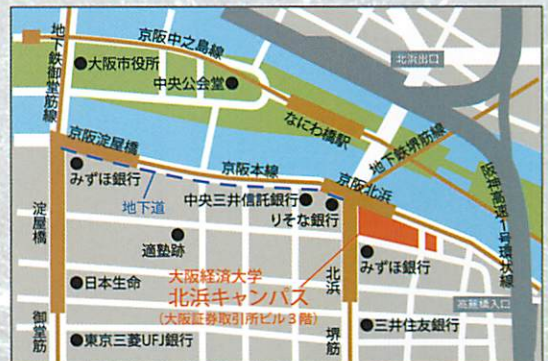 京阪中之島線
地下鉄御堂筋線
大阪市役所
中央公会堂
北浜出口
なにわ橋駅
地下鉄堺筋線
阪神高速1号環状線
京阪淀屋橋
京阪本線
京阪北浜
みずほ銀行
地下道
中央三井信託銀行
りそな銀行
淀屋橋
適塾跡
みずほ銀行
大阪経済大学
北浜キャンパス
(大阪証券取引所ビル3階)
北浜
日本生命
高麗橋入口
御堂筋
東京三菱UFJ銀行
堺筋
三井住友銀行